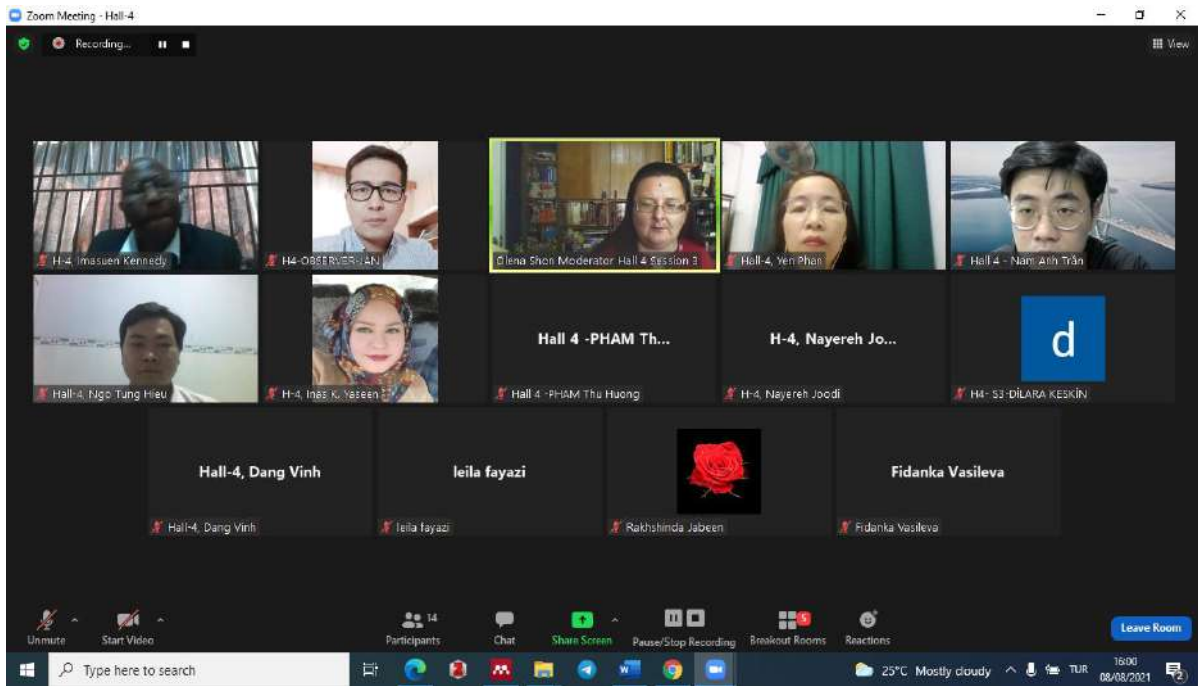 Zoom Meeting - Hall-4
Recording...
View
H-4, Imasuen Kennedy
H4-OBSERVER-JAN
Olena Shon Moderator Hall 4 Session 3
Hall-4, Yen Phan
Hall 4 - Nam Anh Trần
Hall 4 -PHAM Th...
H-4, Nayereh Jo...
d
Hall-4, Ngo Tung Hieu
H-4, Inas K. Yaseen
Hall 4 -PHAM Thu Huong
H-4, Nayereh Joodi
H4- S3-DİLARA KESKİN
Hall-4, Dang Vinh
leila fayazi
Fidanka Vasileva
Hall-4, Dang Vinh
leila fayazi
Rakhshinda Jabeen
Fidanka Vasileva
14
5
Unmute
Start Video
Participants
Chat
Share Screen
Pause/Stop Recording
Breakout Rooms
Reactions
Leave Room
Type here to search
25°C Mostly cloudy
TUR
16:00
08/08/2021
2